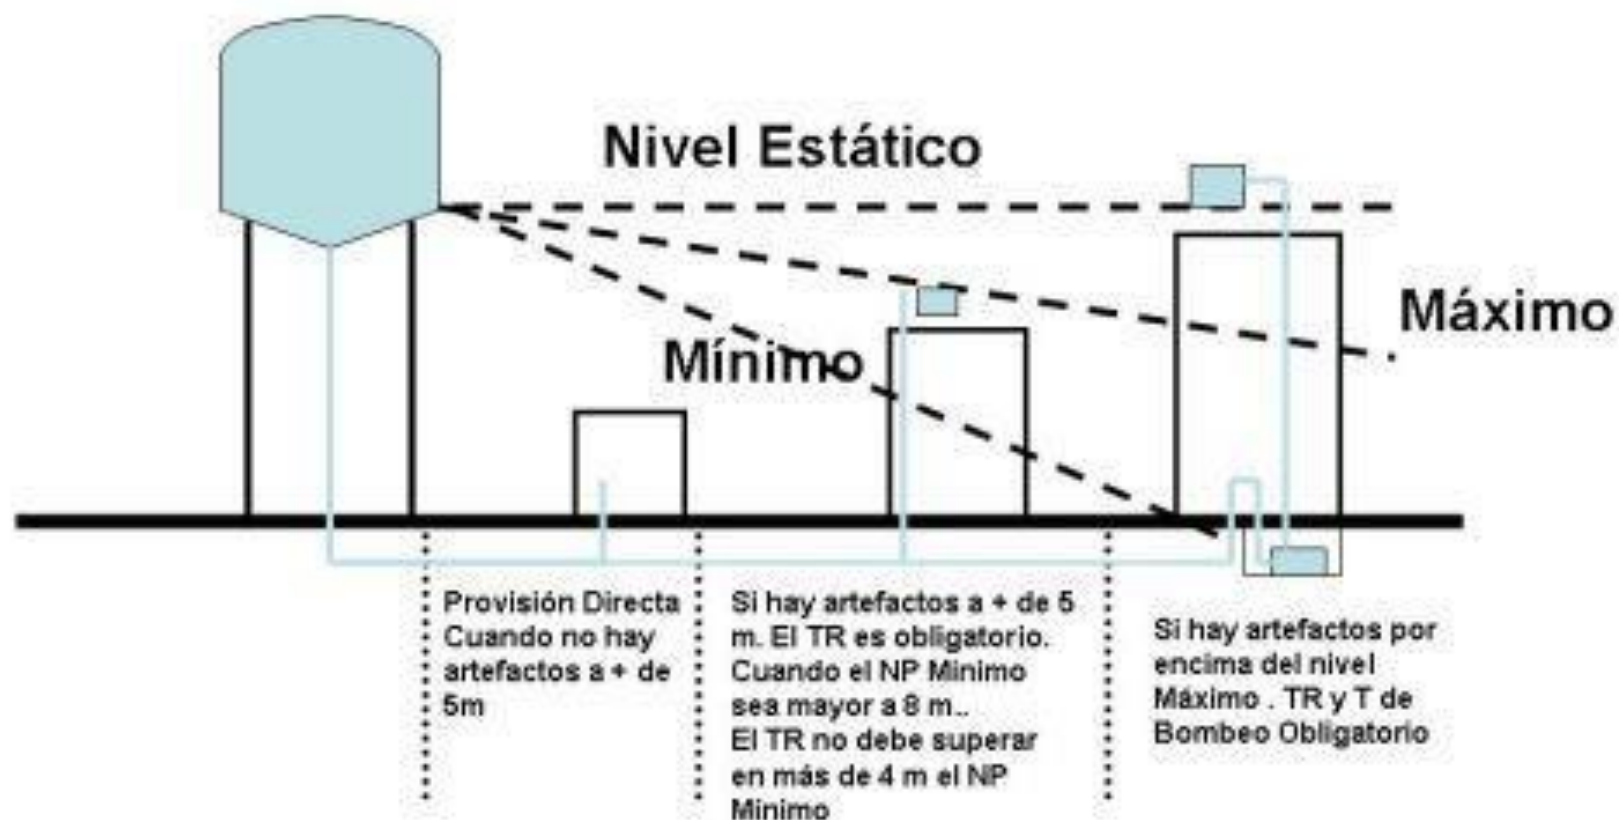 Nivel Estático
Máximo
Mínimo
Provisión Directa
Cuando no hay
artefactos a + de
5m
Si hay artefactos a + de 5
m. El TR es obligatorio.
Cuando el NP Minimo
sea mayor a 8 m..
El TR no debe superar
en más de 4 m el NP
Minimo
Si hay artefactos por
encima del nivel
Máximo . TR y T de
Bombeo Obligatorio